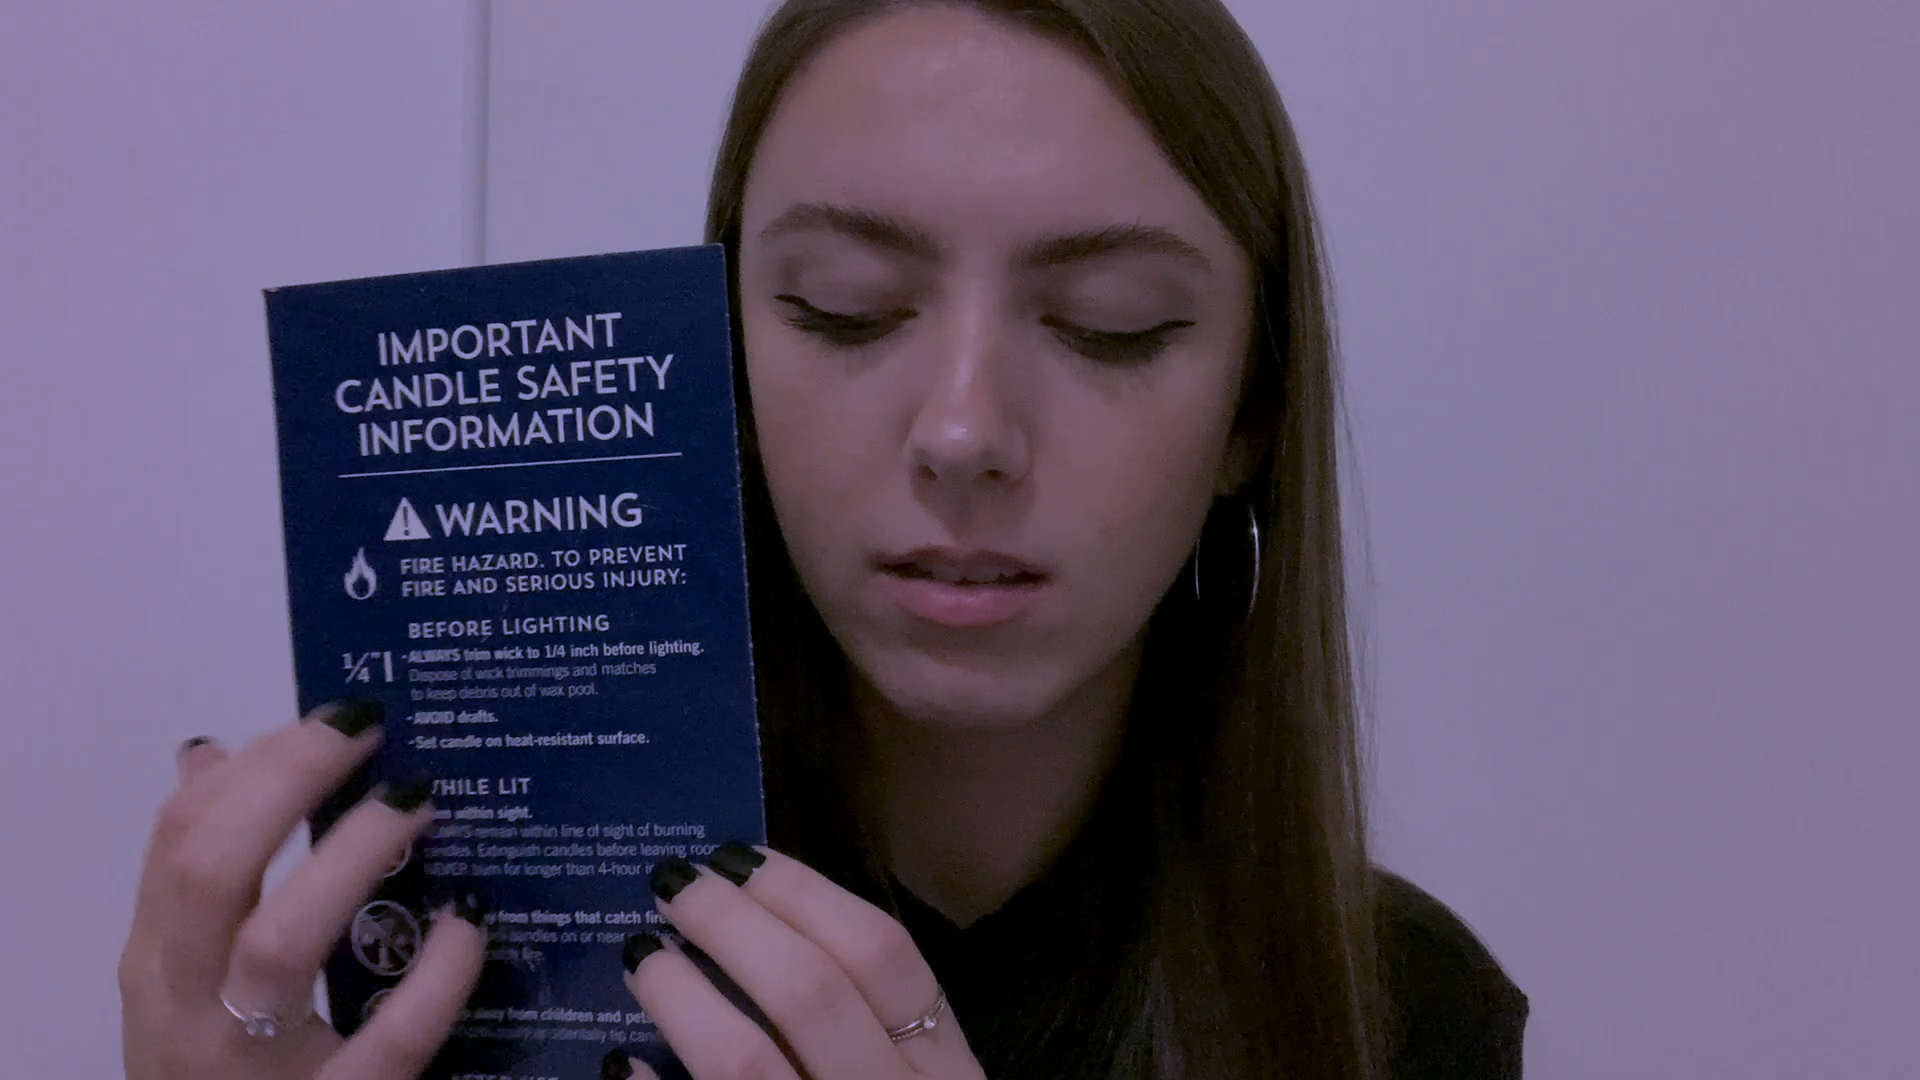 IMPORTANT
CANDLE SAFETY
INFORMATION
WARNING
FIRE HAZARD. TO PREVENT
FIRE AND SERIOUS INJURY:
BEFORE LIGHTING
1/4"
-ALWAYS trim wick to 1/4 inch before lighting.
Dispose of wick trimmings and matches
to keep debris out of wax pool.
-AVOID drafts.
-Set candle on heat-resistant surface.
WHILE LIT
within sight.
ALWAYS remain within line of sight of burning
candles. Extinguish candles before leaving room
NEVER burn for longer than 4-hour
from things that catch fire
candles on or near
fire.
away from children and pets
accidentally tip